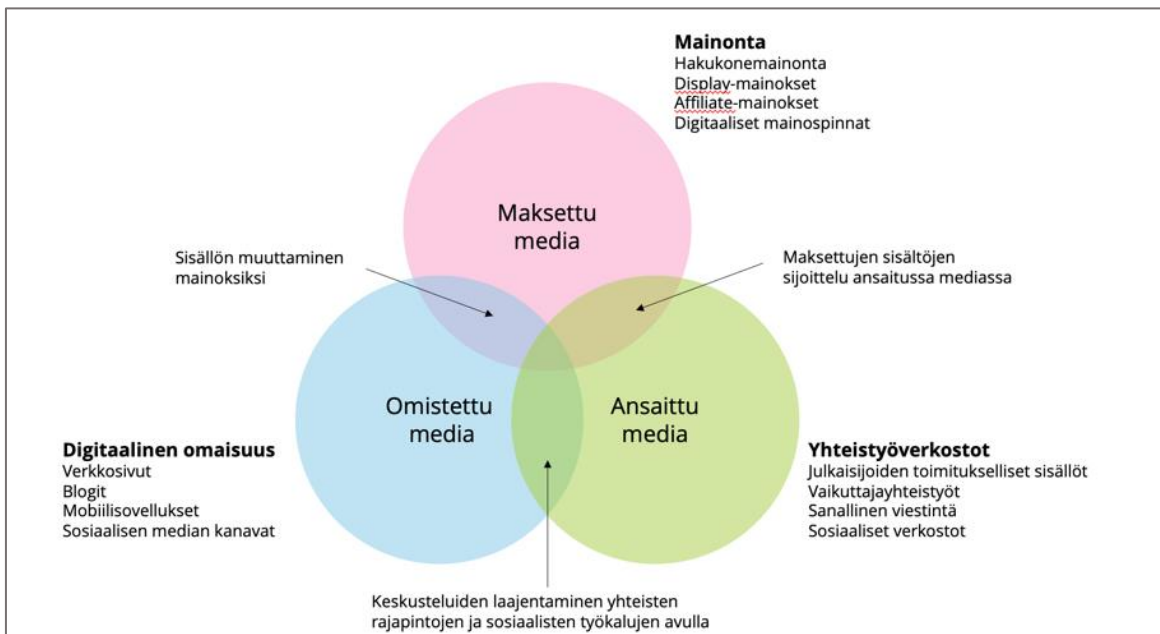 Mainonta
Hakukonemainonta
Display-mainokset
Affiliate-mainokset
Digitaaliset mainospinnat
Maksettu
media
Sisällön muuttaminen
mainoksiksi
Maksettujen sisältöjen
sijoittelu ansaitussa mediassa
Omistettu
media
Ansaittu
media
Digitaalinen omaisuus
Verkkosivut
Blogit
Mobiilisovellukset
Sosiaalisen median kanavat
Yhteistyöverkostot
Julkaisijoiden toimitukselliset sisällöt
Vaikuttajayhteistyöt
Sanallinen viestintä
Sosiaaliset verkostot
Keskusteluiden laajentaminen yhteisten
rajapintojen ja sosiaalisten työkalujen avulla